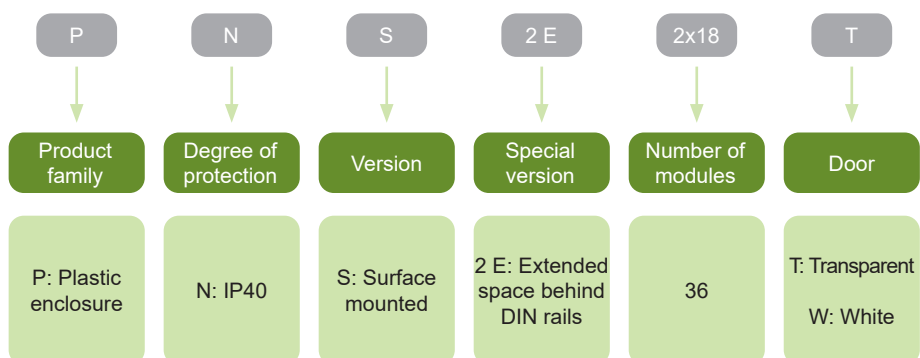 P N S 2 E 2x18 T
Product family
Degree of protection
Version
Special version
Number of modules
Door
P: Plastic
enclosure
N: IP40
S: Surface
mounted
2 E: Extended
space behind
DIN rails
36
T: Transparent
W: White